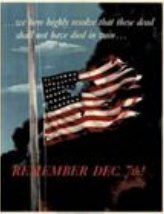 ...we here highly resolve that these dead
shall not have died in vain...
REMEMBER DEC. 7th!